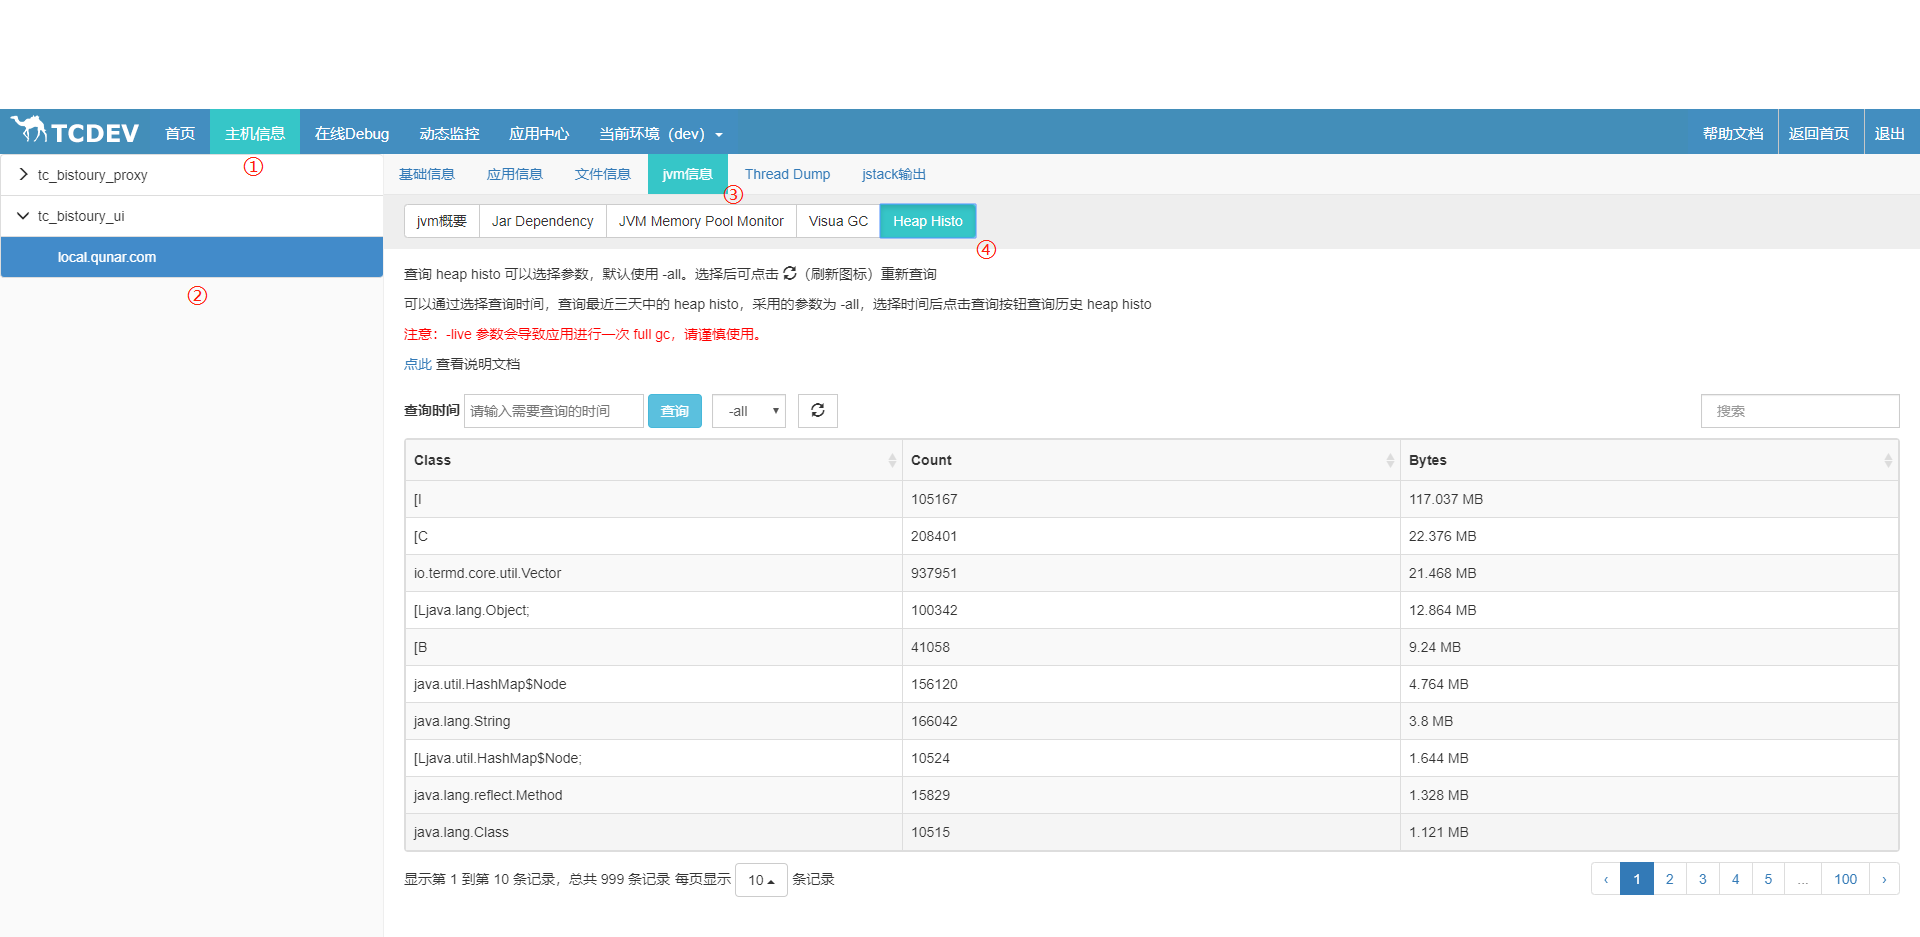 TCDEV 首页 主机信息 在线Debug 动态监控 应用中心 当前环境（dev） 帮助文档 返回首页 退出
①
tc_bistoury_proxy
tc_bistoury_ui
local.qunar.com
②
基础信息 应用信息 文件信息 jvm信息 Thread Dump jstack输出
③
jvm概要 Jar Dependency JVM Memory Pool Monitor Visua GC Heap Histo
④
查询 heap histo 可以选择参数，默认使用 -all。选择后可点击 （刷新图标）重新查询
可以通过选择查询时间，查询最近三天中的 heap histo，采用的参数为 -all，选择时间后点击查询按钮查询历史 heap histo
注意：-live 参数会导致应用进行一次 full gc，请谨慎使用。
点此 查看说明文档
查询时间 请输入需要查询的时间 查询 -all 搜索
Class Count Bytes
[I 105167 117.037 MB
[C 208401 22.376 MB
io.termd.core.util.Vector 937951 21.468 MB
[Ljava.lang.Object; 100342 12.864 MB
[B 41058 9.24 MB
java.util.HashMap$Node 156120 4.764 MB
java.lang.String 166042 3.8 MB
[Ljava.util.HashMap$Node; 10524 1.644 MB
java.lang.reflect.Method 15829 1.328 MB
java.lang.Class 10515 1.121 MB
显示第 1 到第 10 条记录，总共 999 条记录 每页显示 10 条记录 ‹ 1 2 3 4 5 ... 100 ›